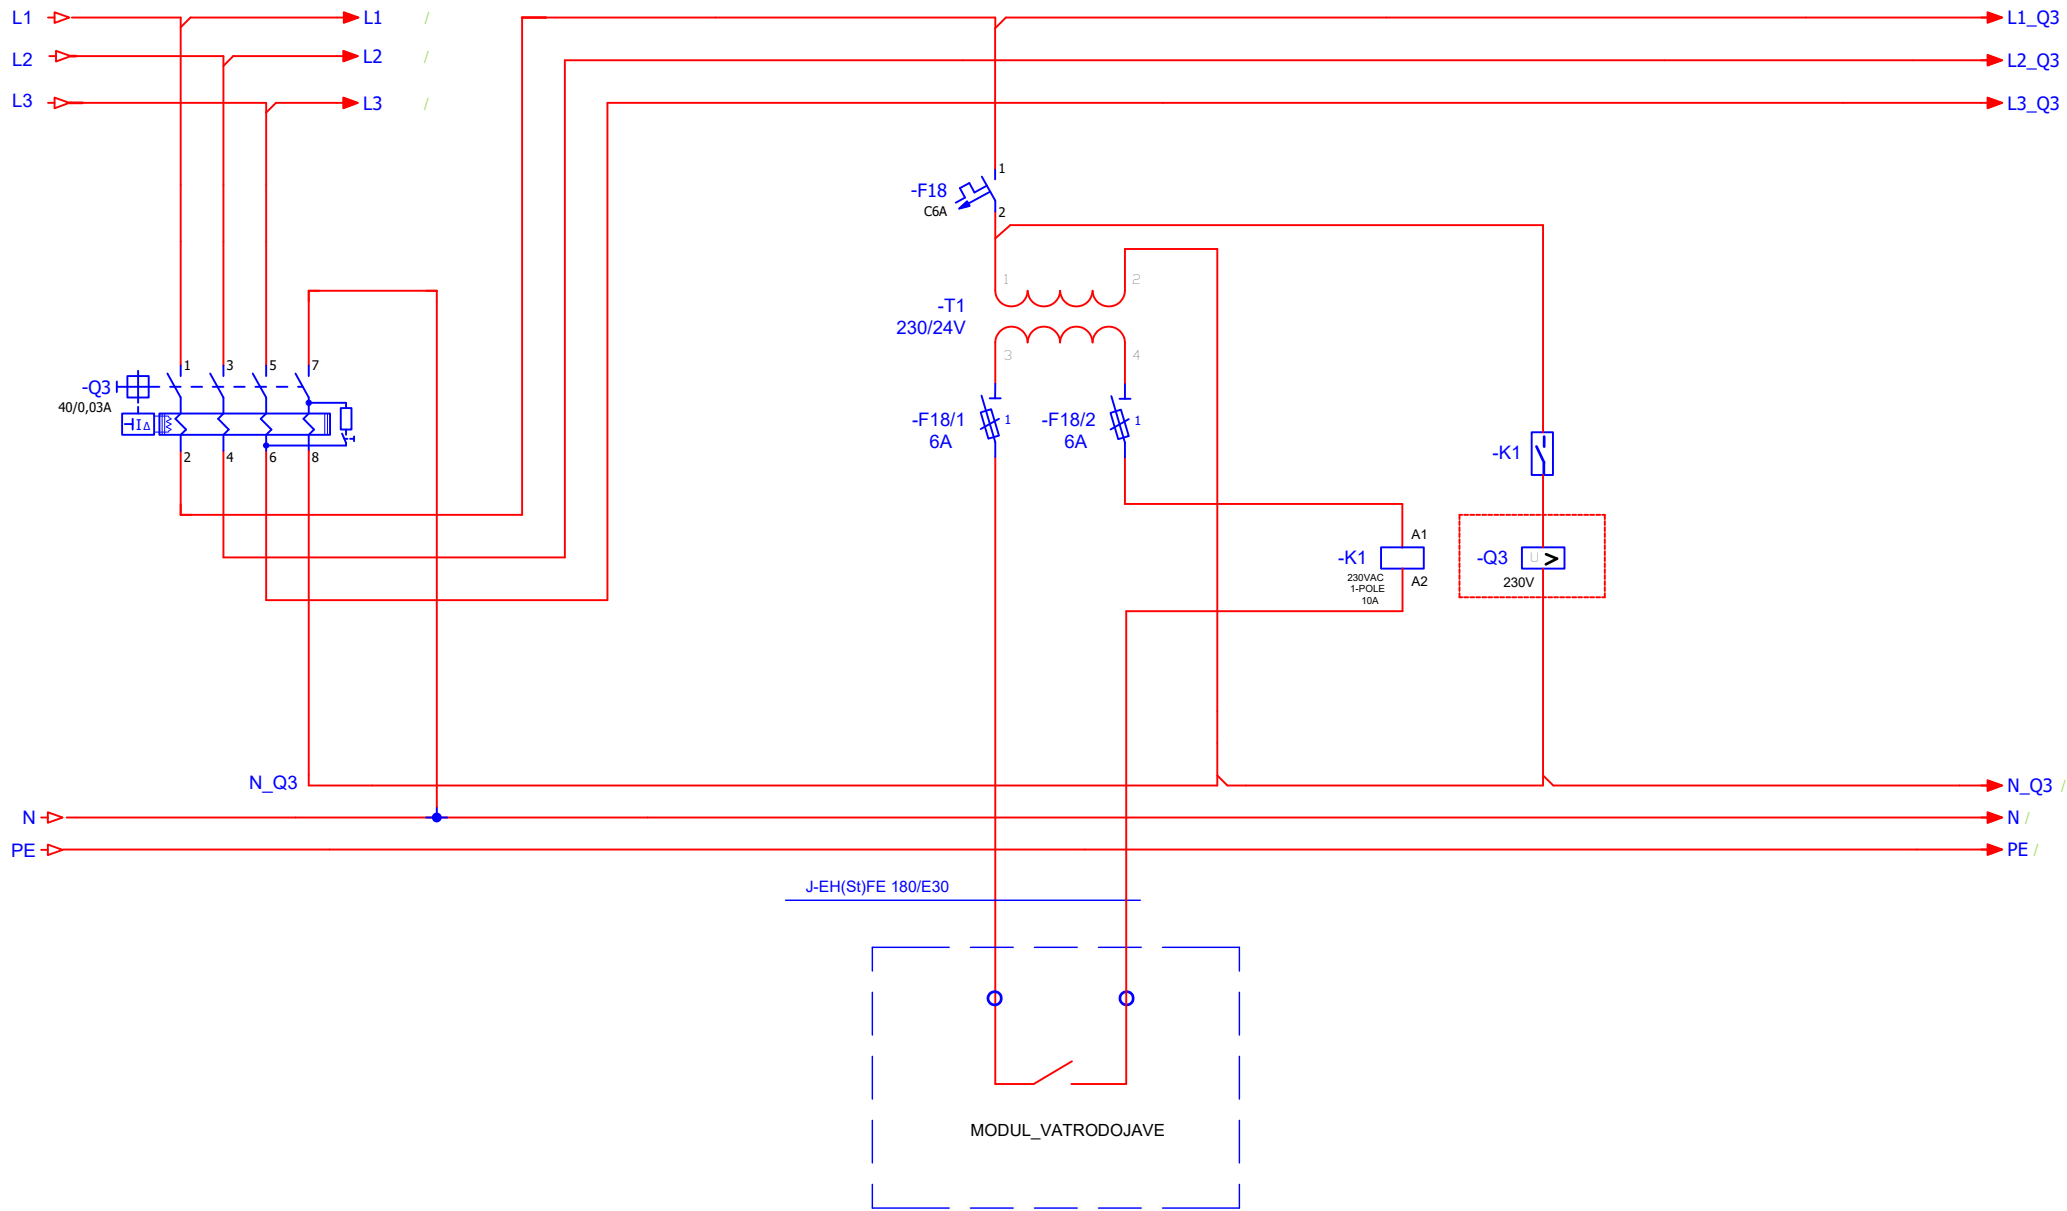 L1 L1 / L1_Q3
L2 L2 / L2_Q3
L3 L3 / L3_Q3
1
-F18
C6A
2
1 2
-T1
230/24V
3 4
1 3 5 7
-Q3
40/0,03A
I Δ
2 4 6 8
-F18/1 1
6A
-F18/2 1
6A
-K1
A1
-K1
A2
230VAC
1-POLE
10A
-Q3 U >
230V
N_Q3 N_Q3 /
N N /
PE PE /
J-EH(St)FE 180/E30
MODUL_VATRODOJAVE